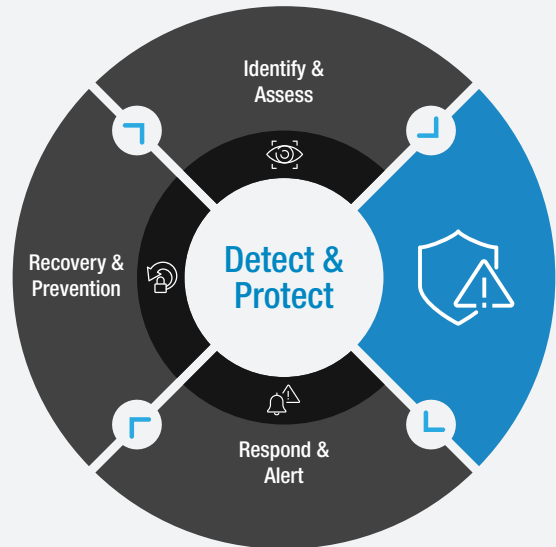 Identify &
Assess
Recovery &
Prevention
Detect &
Protect
Respond &
Alert